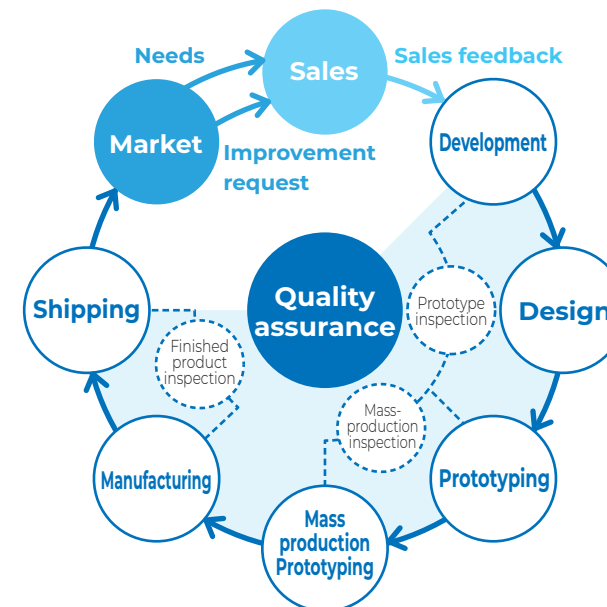 Needs
Sales
Sales feedback
Market
Improvement
request
Development
Quality
assurance
Prototype
inspection
Design
Shipping
Finished
product
inspection
Mass-
production
inspection
Manufacturing
Prototyping
Mass
production
Prototyping